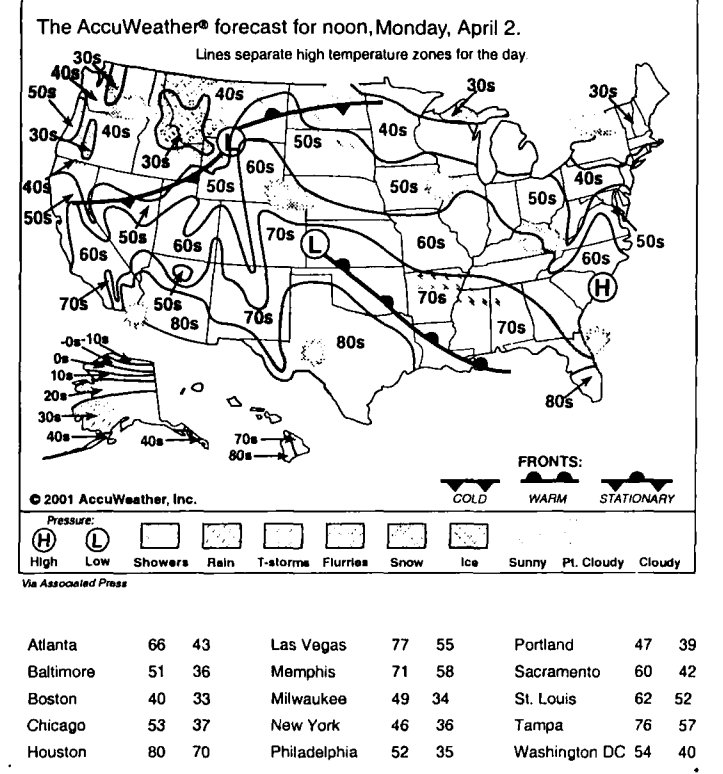 The AccuWeather® forecast for noon, Monday, April 2.
Lines separate high temperature zones for the day.
30s
40s
50s
30s
40s
40s
50s
40s
30s
30s
30s
40s
50s
60s
50s
50s
50s
40s
50s
50s
60s
60s
60s
50s
70s
60s
H
L
L
70s
50s
80s
70s
80s
70s
70s
80s
-0s
-10s
0s
10s
20s
30s
40s
40s
70s
80s
FRONTS:
COLD WARM STATIONARY
© 2001 AccuWeather, Inc.
Pressure:
H L
High Low Showers Rain T-storms Flurries Snow Ice Sunny Pt. Cloudy Cloudy
Via Associated Press
Atlanta 66 43 Las Vegas 77 55 Portland 47 39
Baltimore 51 36 Memphis 71 58 Sacramento 60 42
Boston 40 33 Milwaukee 49 34 St. Louis 62 52
Chicago 53 37 New York 46 36 Tampa 76 57
Houston 80 70 Philadelphia 52 35 Washington DC 54 40